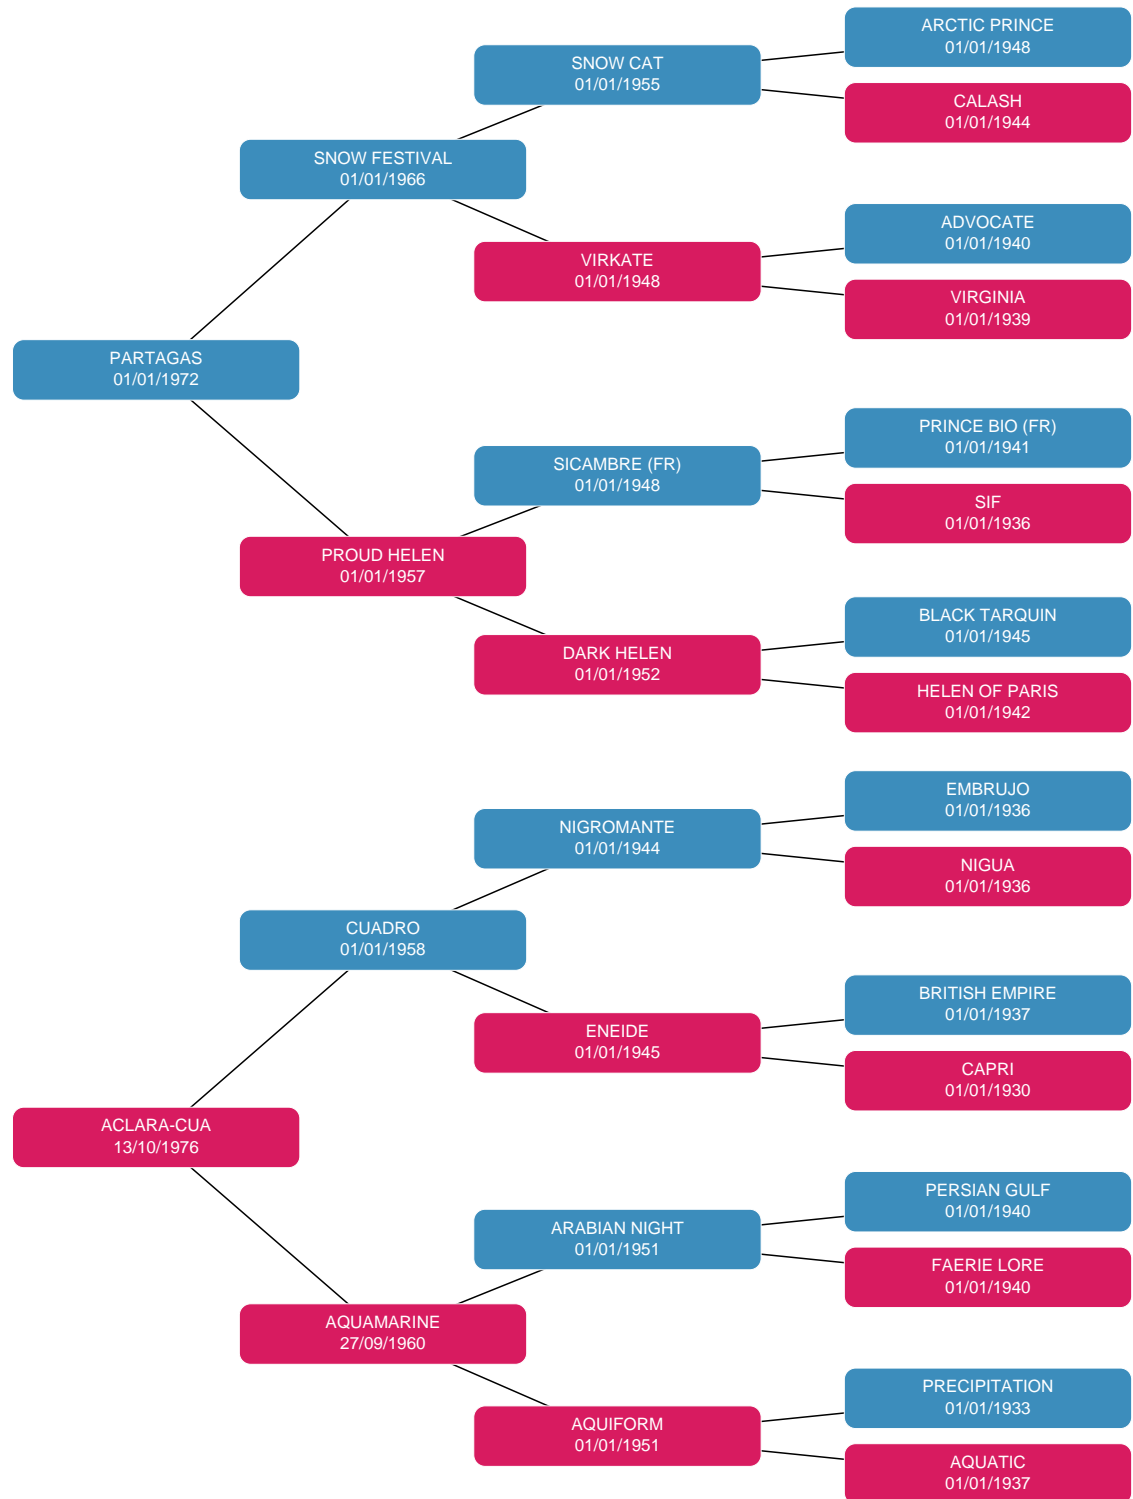 ARCTIC PRINCE
01/01/1948
SNOW CAT
01/01/1955
CALASH
01/01/1944
SNOW FESTIVAL
01/01/1966
ADVOCATE
01/01/1940
VIRKATE
01/01/1948
VIRGINIA
01/01/1939
PARTAGAS
01/01/1972
PRINCE BIO (FR)
01/01/1941
SICAMBRE (FR)
01/01/1948
SIF
01/01/1936
PROUD HELEN
01/01/1957
BLACK TARQUIN
01/01/1945
DARK HELEN
01/01/1952
HELEN OF PARIS
01/01/1942
EMBRUJO
01/01/1936
NIGROMANTE
01/01/1944
NIGUA
01/01/1936
CUADRO
01/01/1958
BRITISH EMPIRE
01/01/1937
ENEIDE
01/01/1945
CAPRI
01/01/1930
ACLARA-CUA
13/10/1976
PERSIAN GULF
01/01/1940
ARABIAN NIGHT
01/01/1951
FAERIE LORE
01/01/1940
AQUAMARINE
27/09/1960
PRECIPITATION
01/01/1933
AQUIFORM
01/01/1951
AQUATIC
01/01/1937